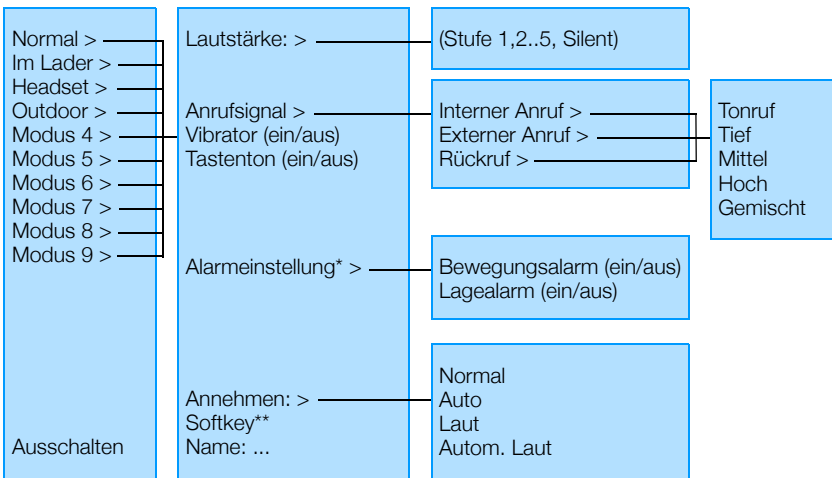 Normal >
Im Lader >
Headset >
Outdoor >
Modus 4 >
Modus 5 >
Modus 6 >
Modus 7 >
Modus 8 >
Modus 9 >
Ausschalten
Lautstärke: >
Anrufsignal >
Vibrator (ein/aus)
Tastenton (ein/aus)
Alarmeinstellung* >
Annehmen: >
Softkey**
Name: ...
(Stufe 1,2..5, Silent)
Interner Anruf >
Externer Anruf >
Rückruf >
Bewegungsalarm (ein/aus)
Lagealarm (ein/aus)
Normal
Auto
Laut
Autom. Laut
Tonruf
Tief
Mittel
Hoch
Gemischt